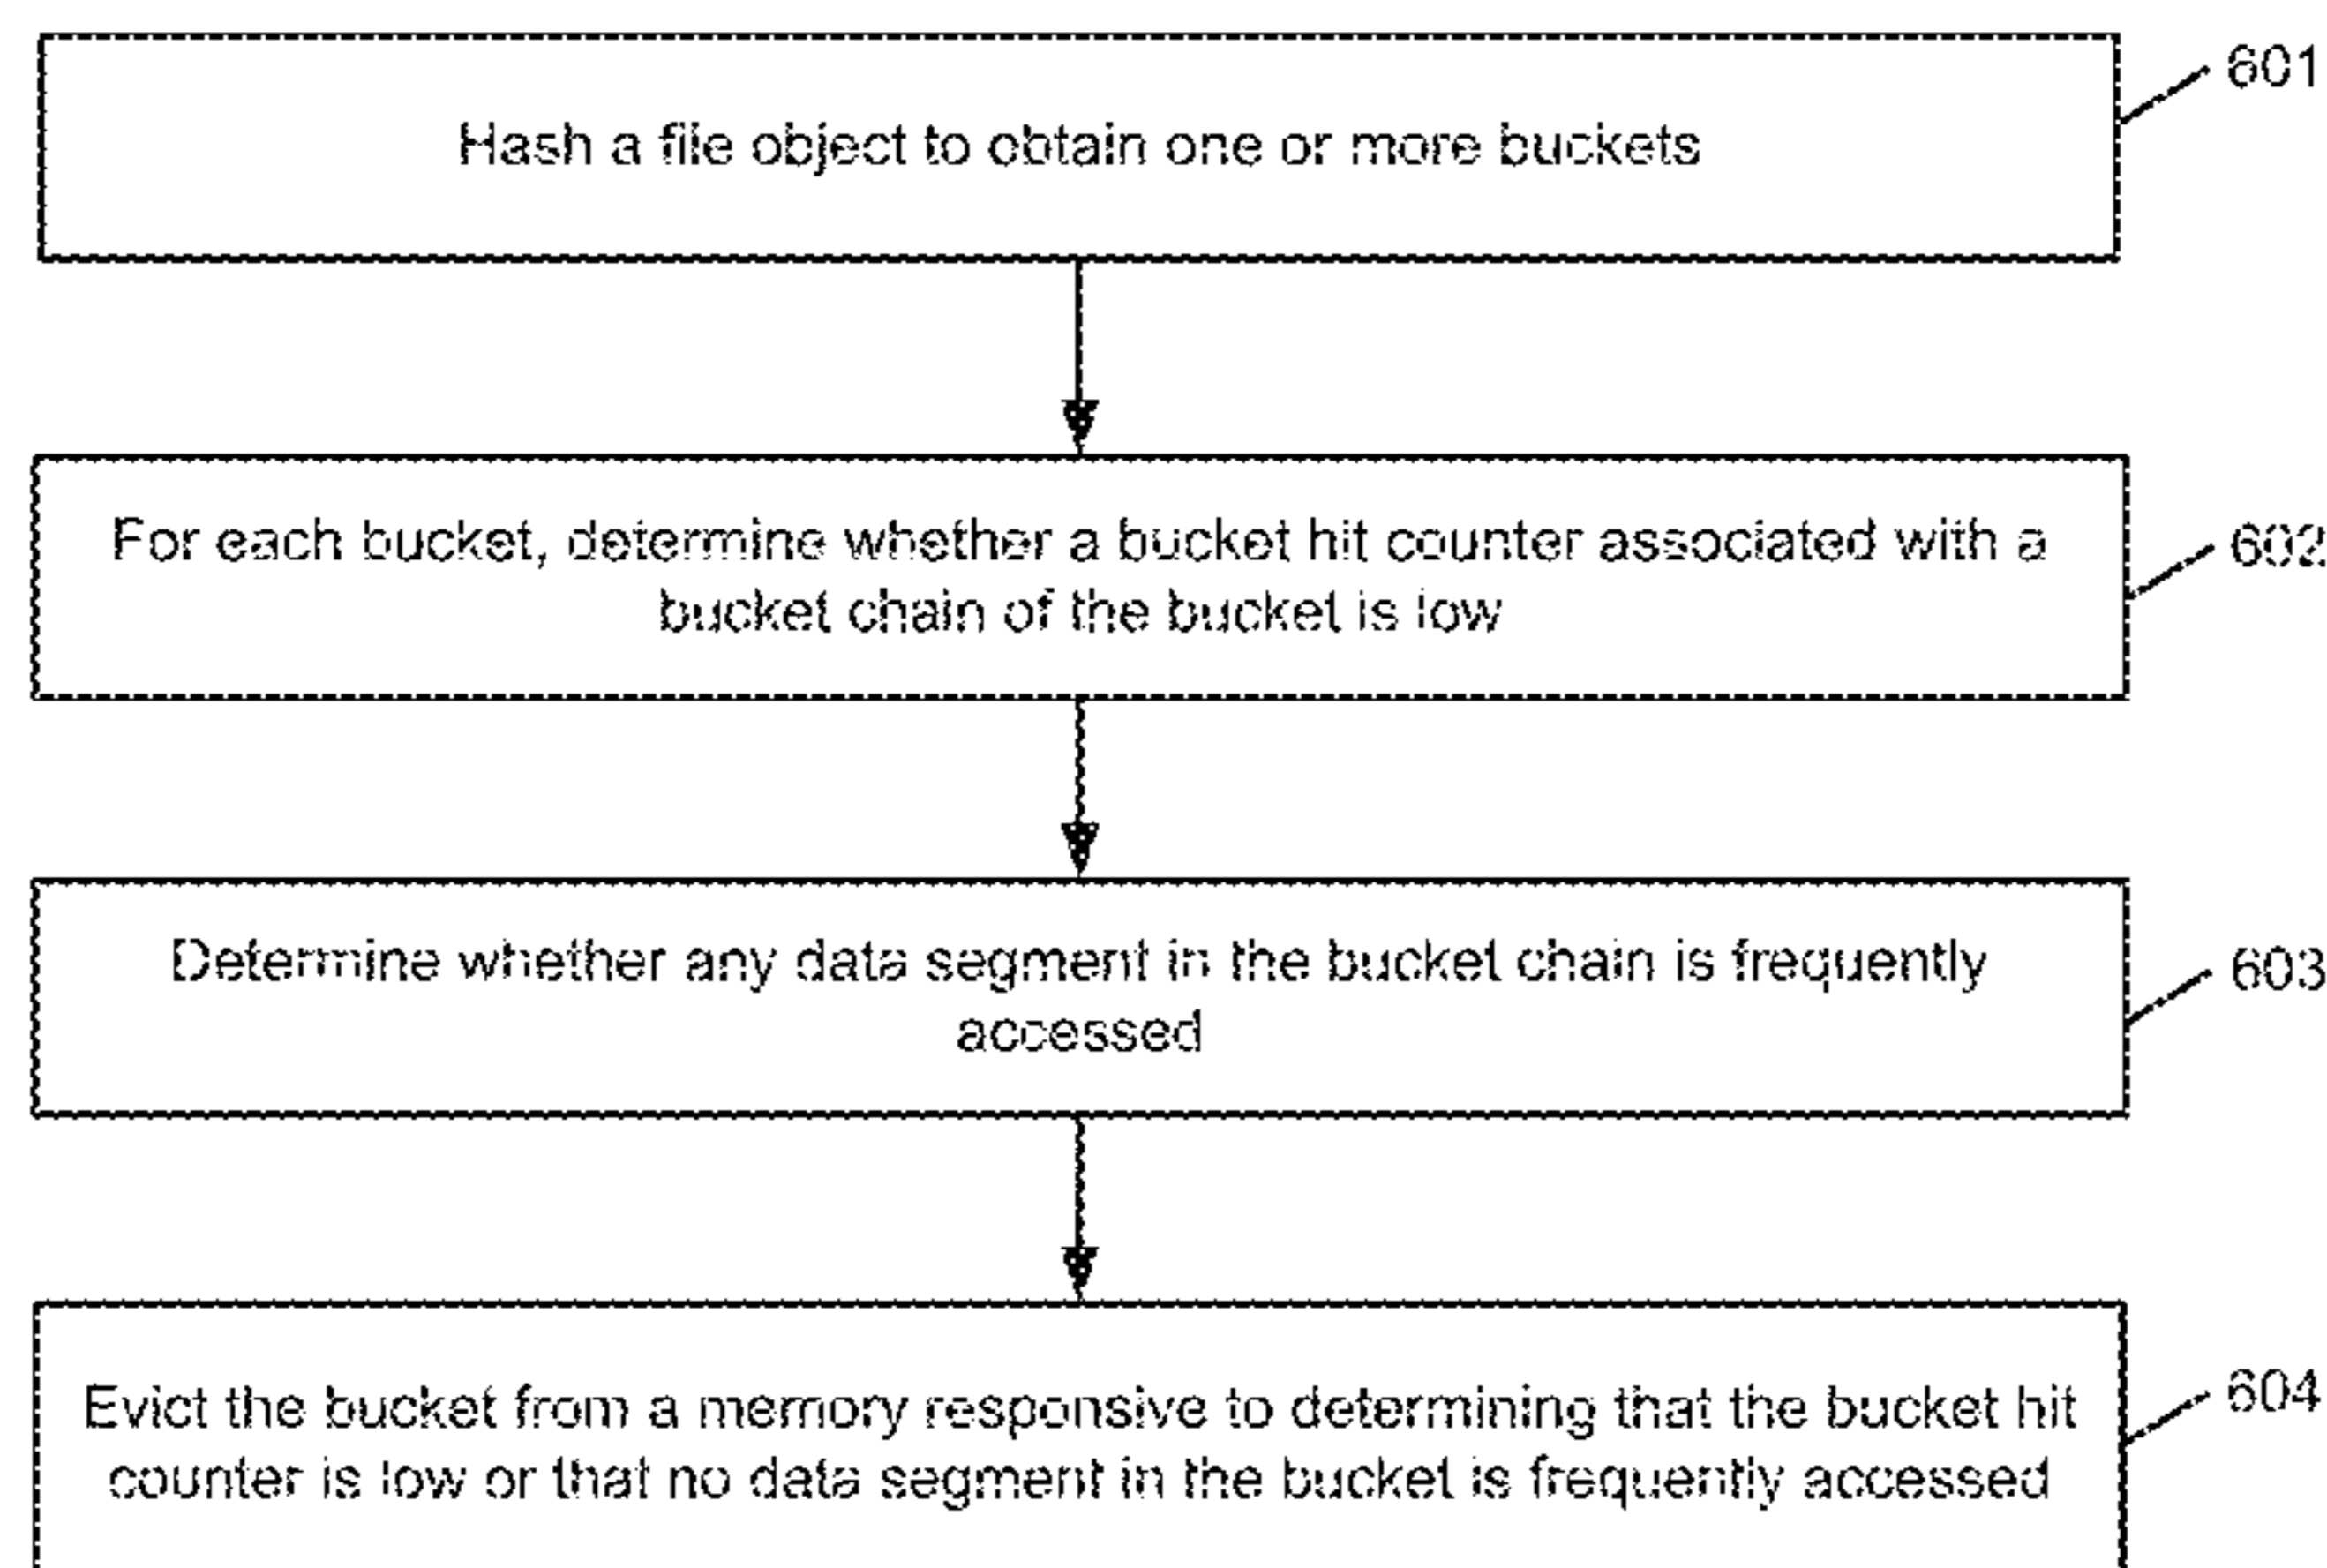 Hash a file object to obtain one or more buckets
601
For each bucket, determine whether a bucket hit counter associated with a
bucket chain of the bucket is low
602
Determine whether any data segment in the bucket chain is frequently
accessed
603
Evict the bucket from a memory responsive to determining that the bucket hit
counter is low or that no data segment in the bucket is frequently accessed
604